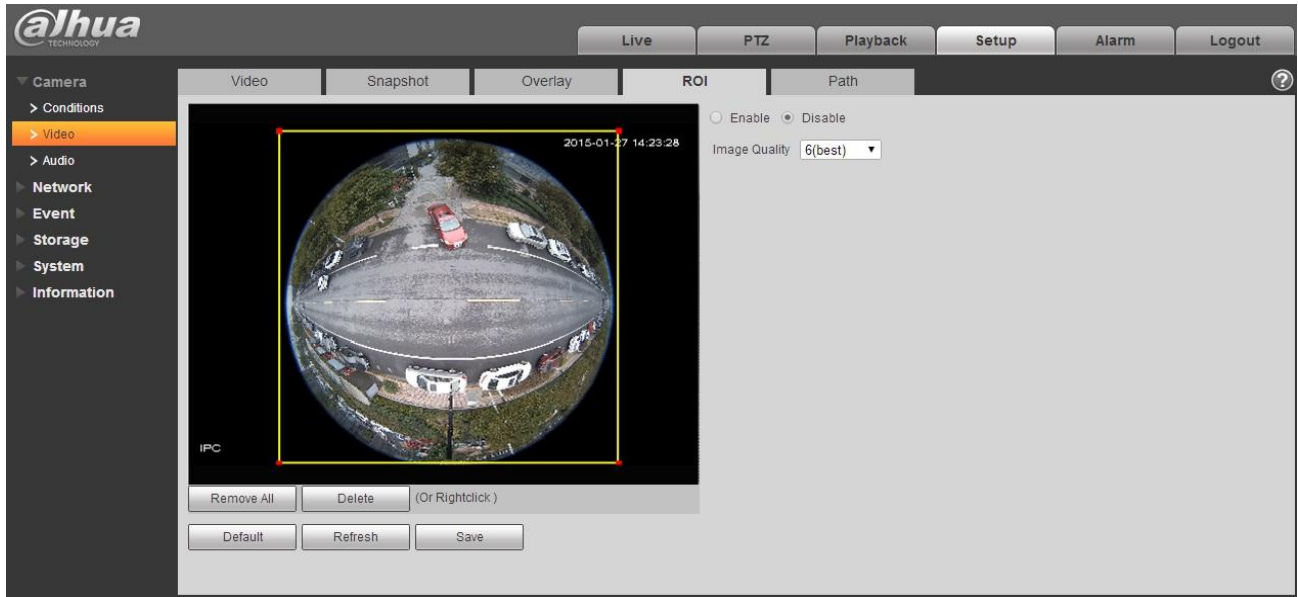 alhua
TECHNOLOGY
Live
PTZ
Playback
Setup
Alarm
Logout
Camera
> Conditions
> Video
> Audio
Network
Event
Storage
System
Information
Video
Snapshot
Overlay
ROI
Path
?
2015-01-27 14:23:28
IPC
Enable
Disable
Image Quality 6(best)
Remove All
Delete
(Or Rightclick )
Default
Refresh
Save